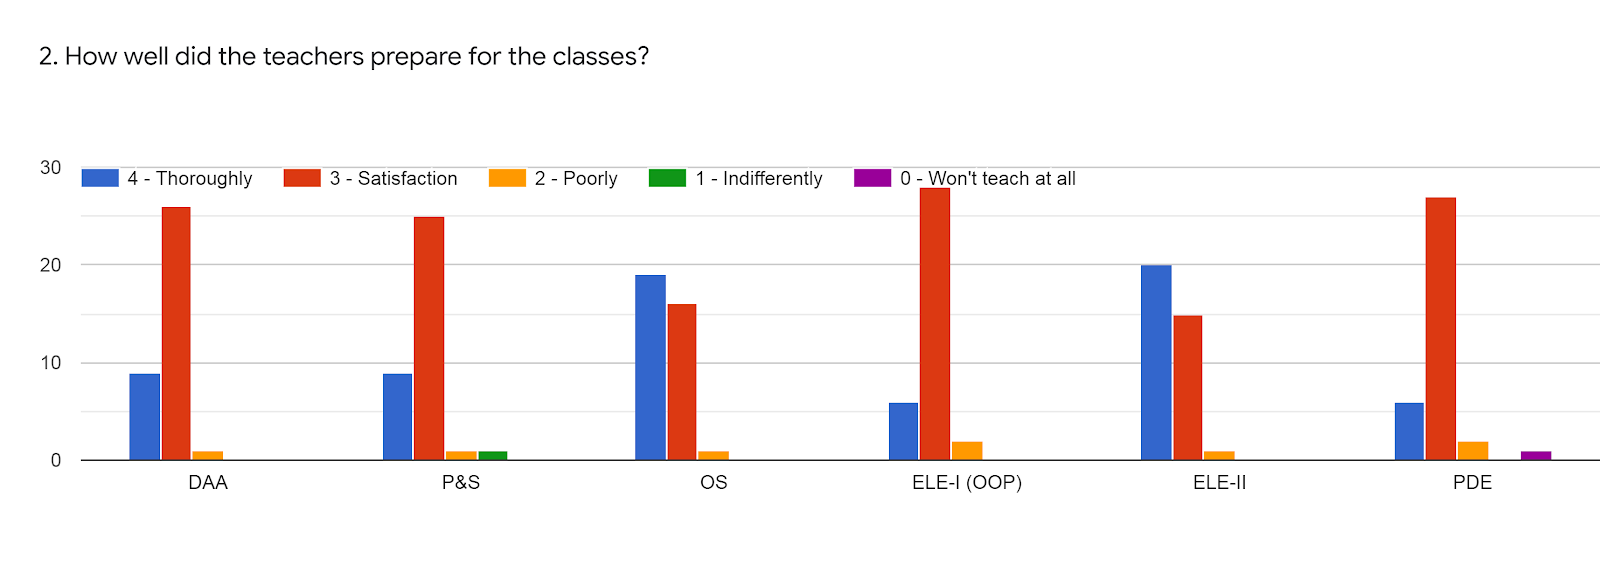 2. How well did the teachers prepare for the classes?
30
4 - Thoroughly 3 - Satisfaction 2 - Poorly 1 - Indifferently 0 - Won't teach at all
20
10
0
DAA P&S OS ELE-I (OOP) ELE-II PDE